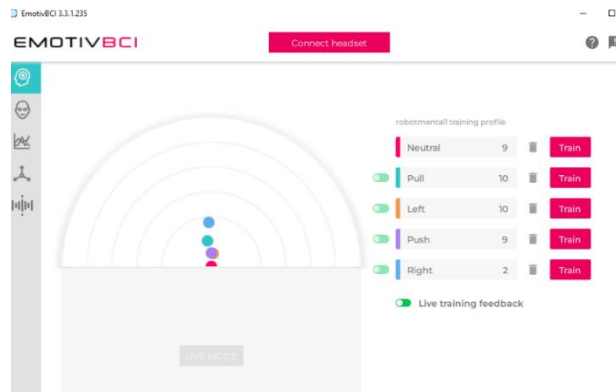 EmotivBCI 3.3.1.235
EMOTIVBCI
Connect headset
robotmental1 training profile
Neutral 9 Train
Pull 10 Train
Left 10 Train
Push 9 Train
Right 2 Train
Live training feedback
LIVE MODE